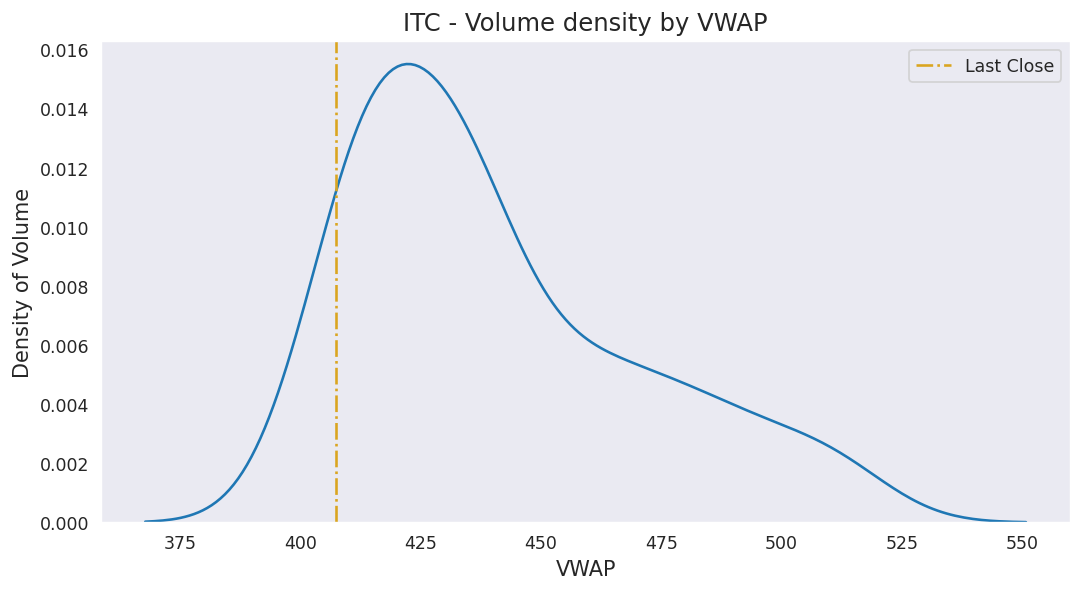 ITC - Volume density by VWAP
Last Close
Density of Volume
0.016
0.014
0.012
0.010
0.008
0.006
0.004
0.002
0.000
375 400 425 450 475 500 525 550
VWAP